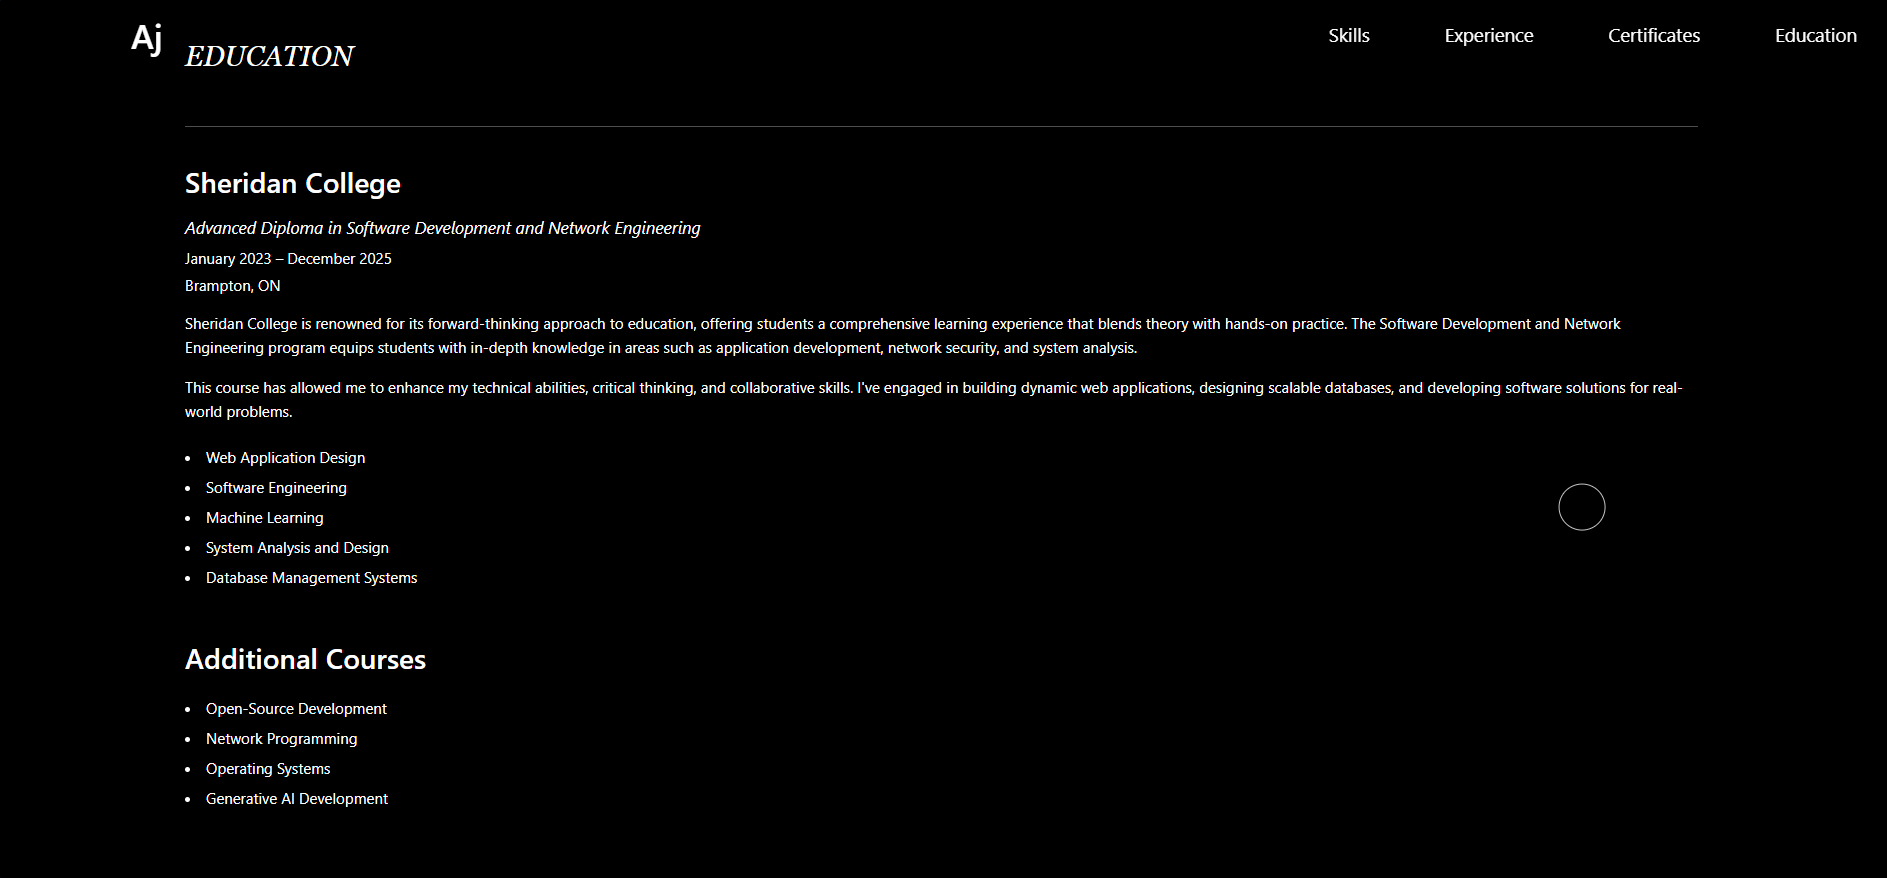 Aj
Skills
Experience
Certificates
Education
EDUCATION
Sheridan College
Advanced Diploma in Software Development and Network Engineering
January 2023 – December 2025
Brampton, ON
Sheridan College is renowned for its forward-thinking approach to education, offering students a comprehensive learning experience that blends theory with hands-on practice. The Software Development and Network
Engineering program equips students with in-depth knowledge in areas such as application development, network security, and system analysis.
This course has allowed me to enhance my technical abilities, critical thinking, and collaborative skills. I've engaged in building dynamic web applications, designing scalable databases, and developing software solutions for real-
world problems.
• Web Application Design
• Software Engineering
• Machine Learning
• System Analysis and Design
• Database Management Systems
Additional Courses
• Open-Source Development
• Network Programming
• Operating Systems
• Generative AI Development